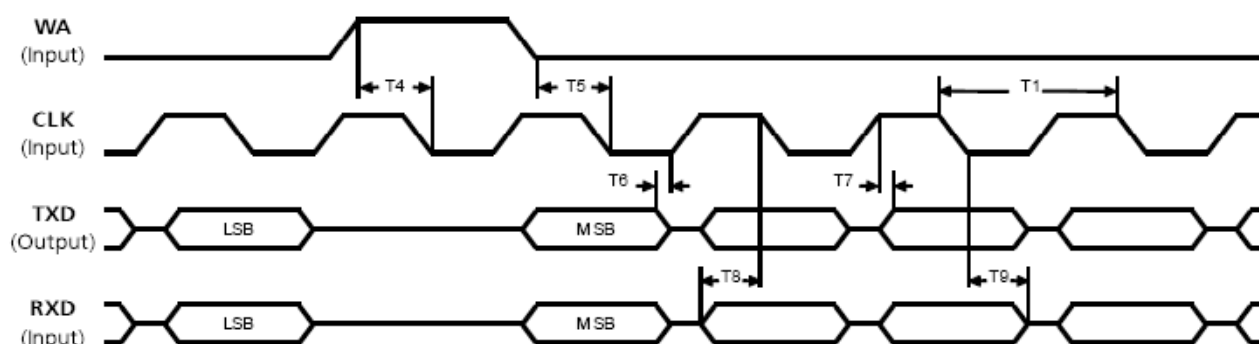 WA
(Input)
T4
T5
T1
CLK
(Input)
T6
T7
TXD
(Output)
LSB
MSB
T8
T9
RXD
(Input)
LSB
MSB